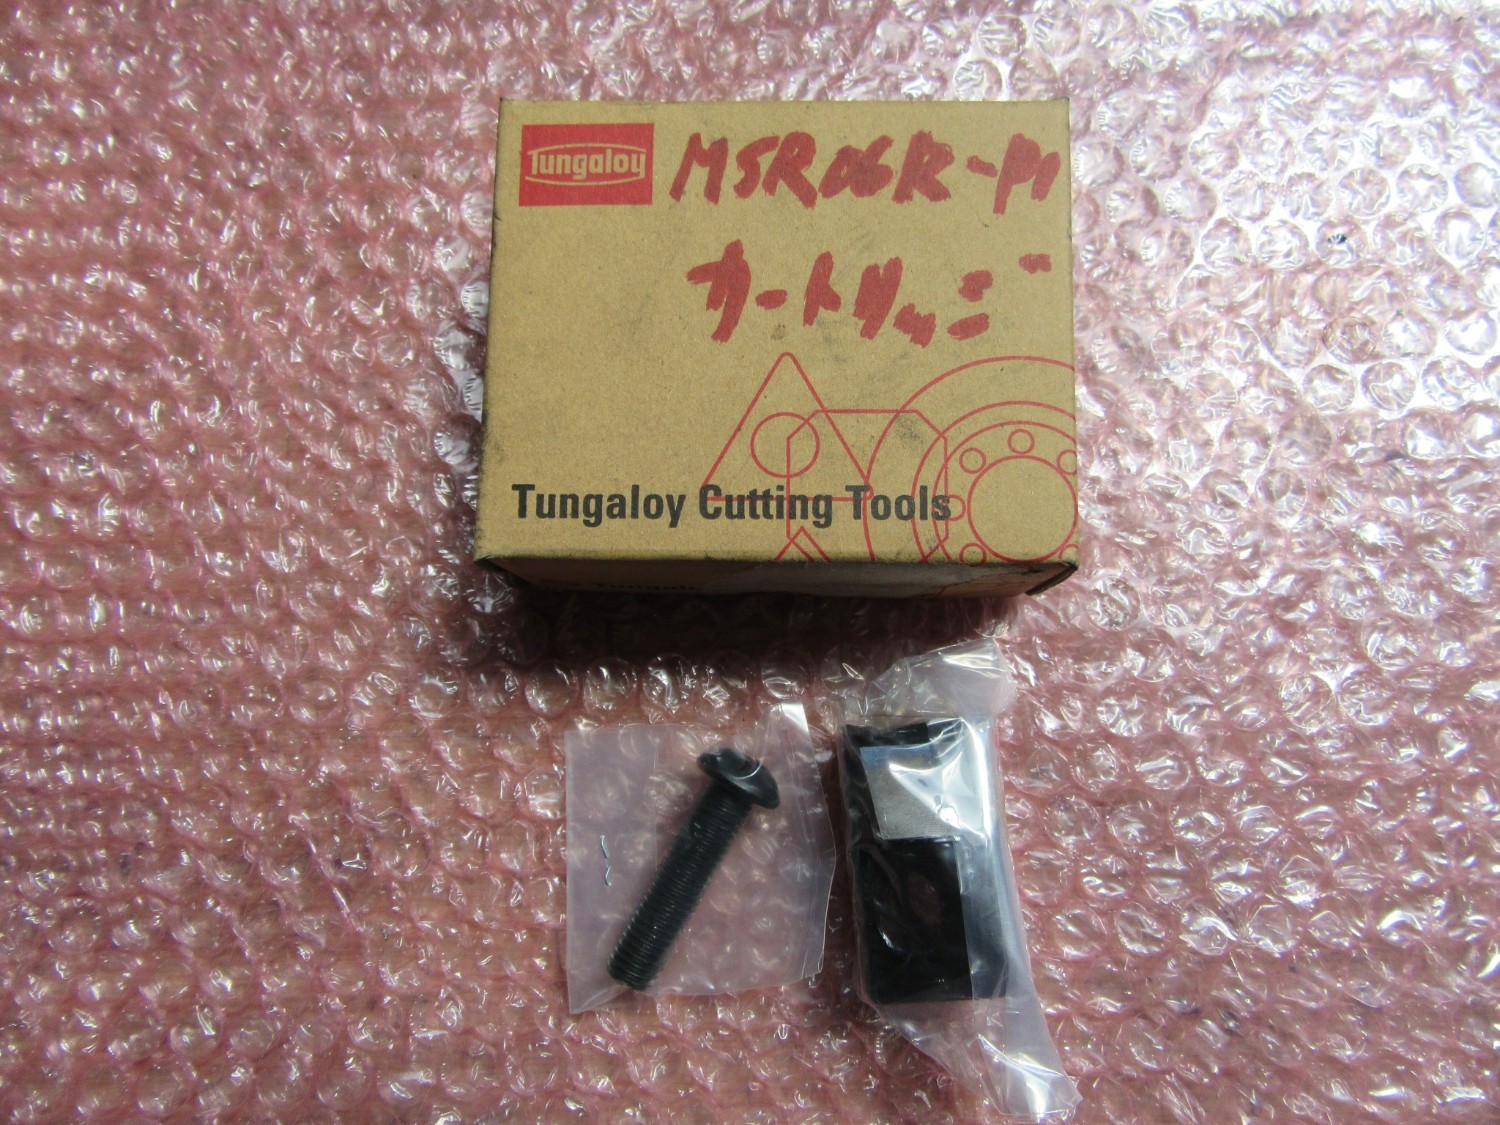 Tungaloy
MSR06R-P1
カートリッジ
Tungaloy Cutting Tools